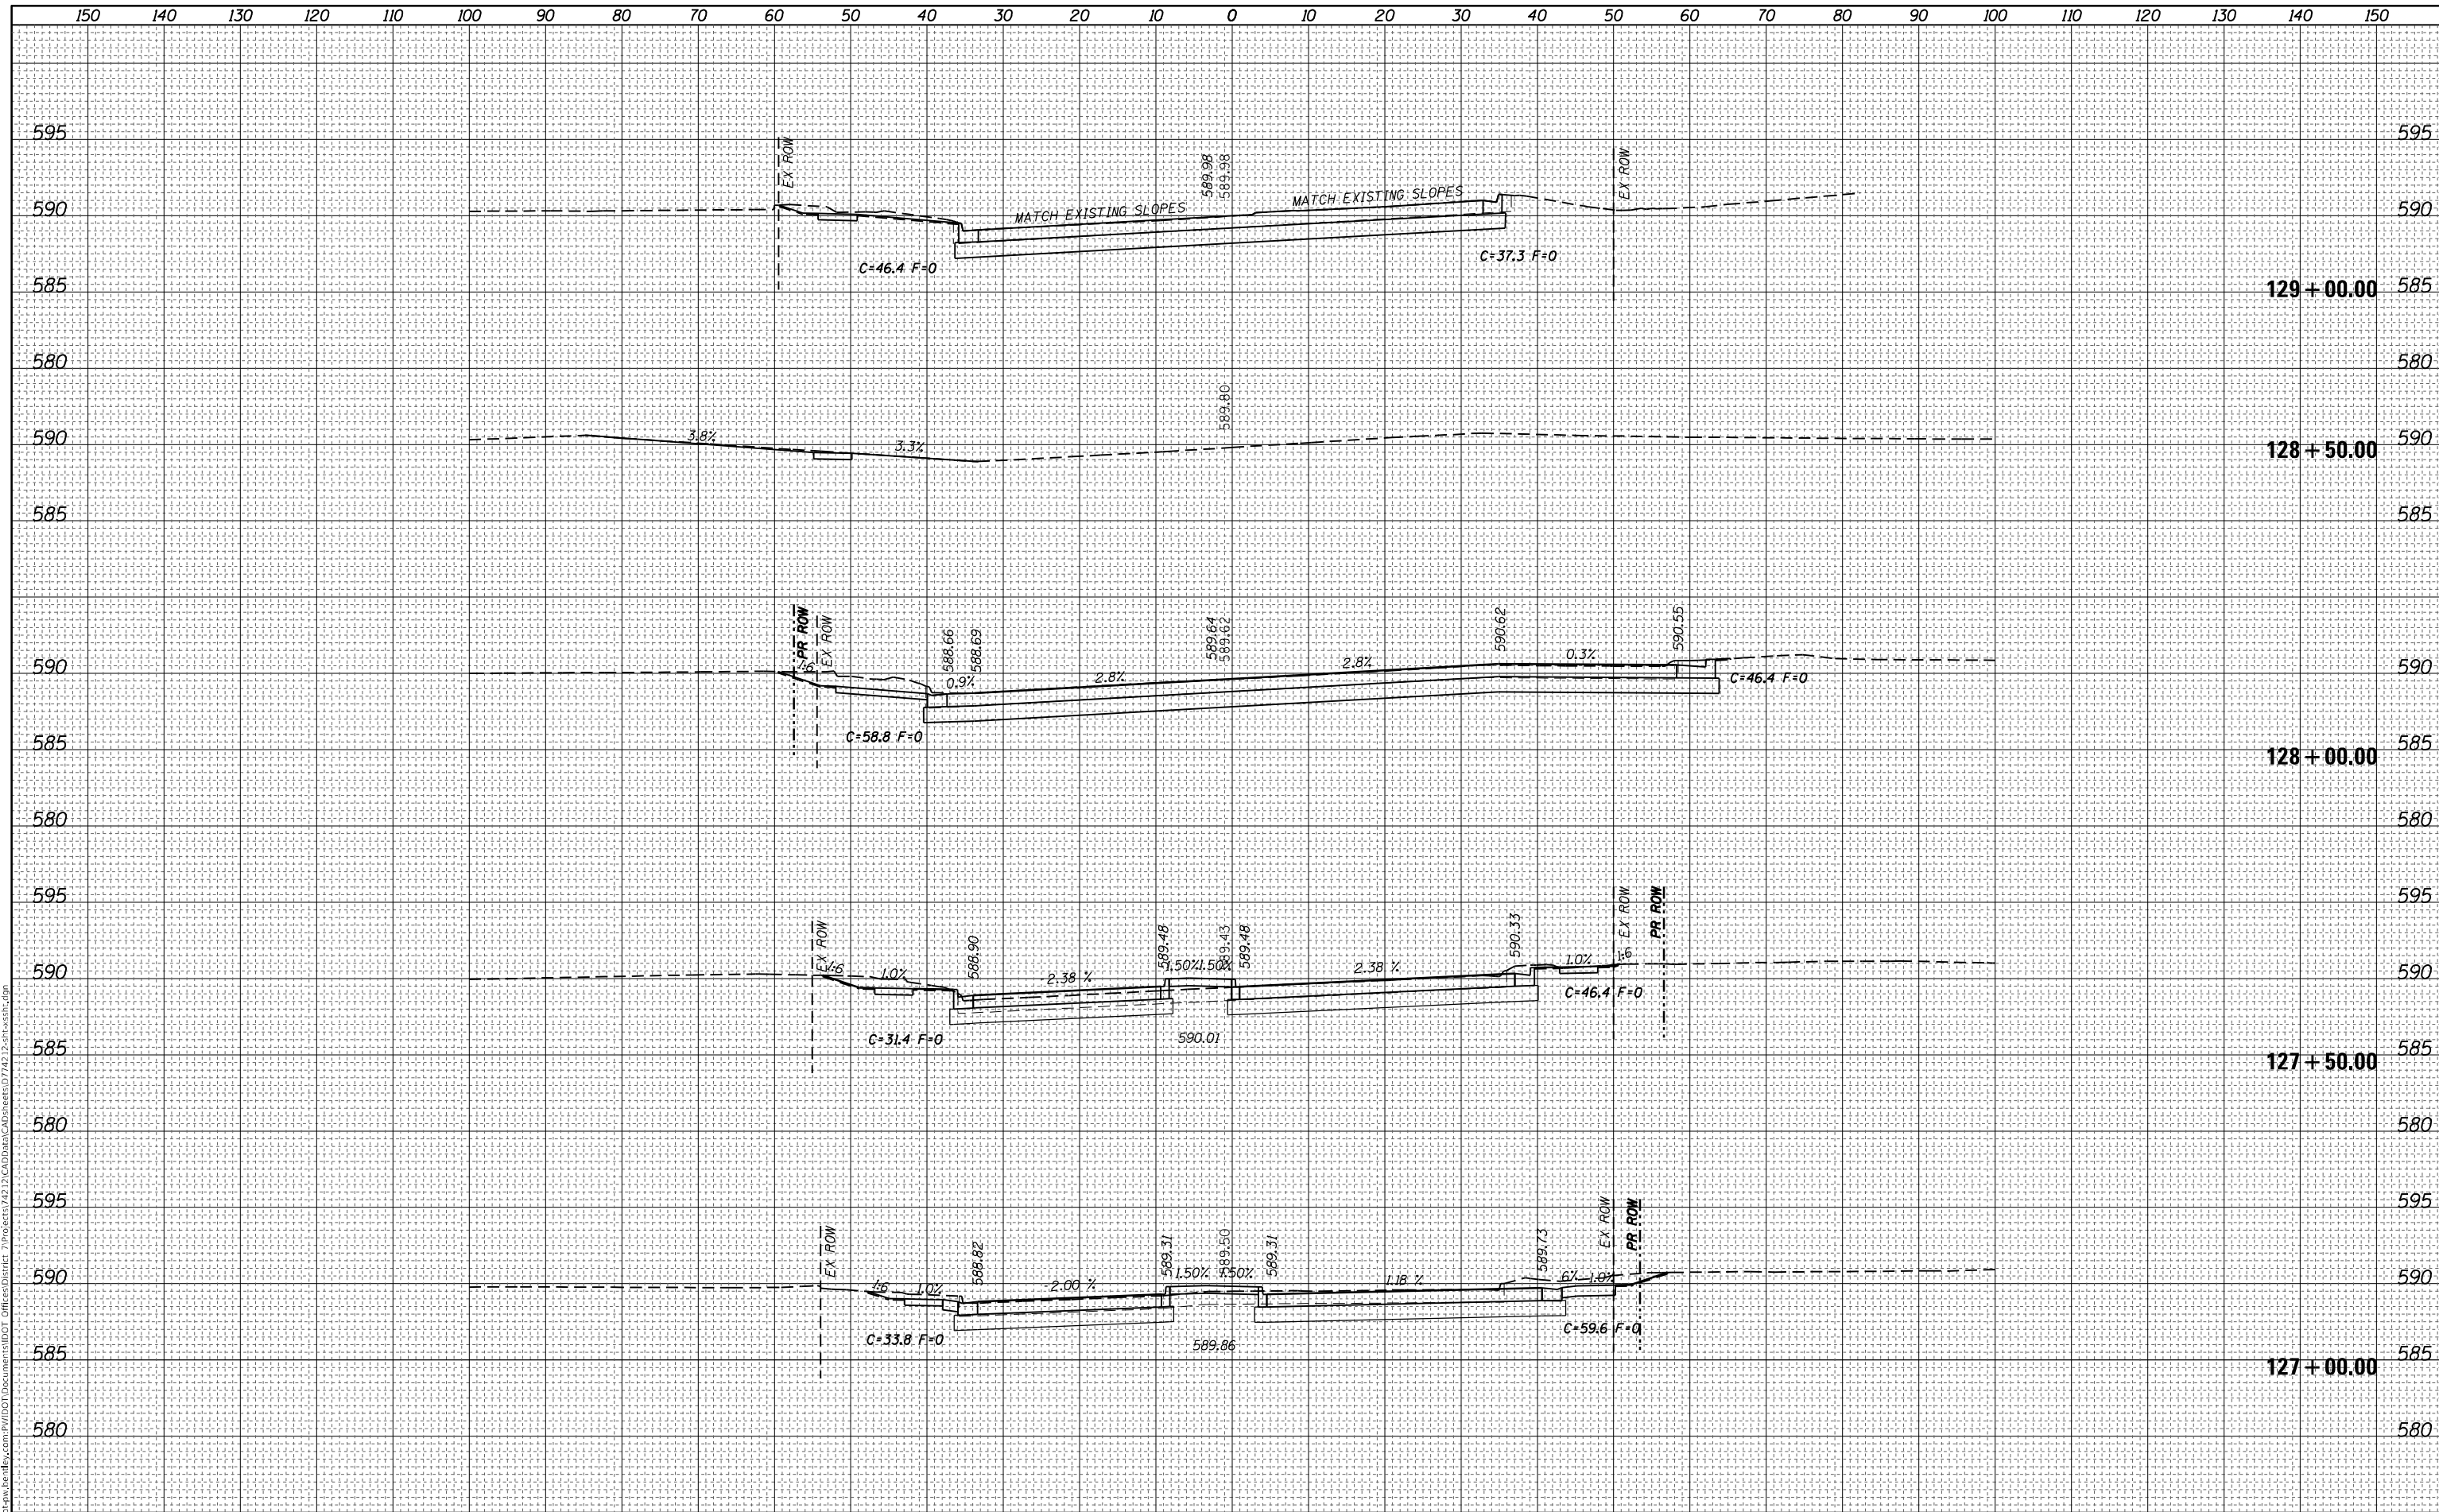 150 140 130 120 110 100 90 80 70 60 50 40 30 20 10 0 10 20 30 40 50 60 70 80 90 100 110 120 130 140 150
595 595
EX ROW EX ROW
589.98
589.98
590 MATCH EXISTING SLOPES MATCH EXISTING SLOPES 590
C=46.4 F=0 C=37.3 F=0
585 129+00.00 585
580 580
589.80
590 3.8% 3.3% 590
128+50.00
585 585
PR ROW EX ROW 588.66 588.69 589.64 589.62 590.62 590.55
590 1:6 0.9% 2.8% 2.8% 0.3% 590
C=46.4 F=0
C=58.8 F=0
585 128+00.00 585
580 580
595 595
EX ROW 588.90 589.48 589.43 589.48 590.33 EX ROW PR ROW
590 1:6 1.0% -2.38 % 1.50% 1.50% 2.38 % 1.0% 1:6 590
C=46.4 F=0
C=31.4 F=0 590.01
585 127+50.00 585
580 580
595 595
EX ROW 588.82 589.31 589.50 589.31 589.73 EX ROW PR ROW
590 1:6 1.0% -2.00 % 1.50% 1.50% 1.18 % 6% 1.0% 590
C=33.8 F=0 C=59.6 F=0
589.86
585 127+00.00 585
580 580